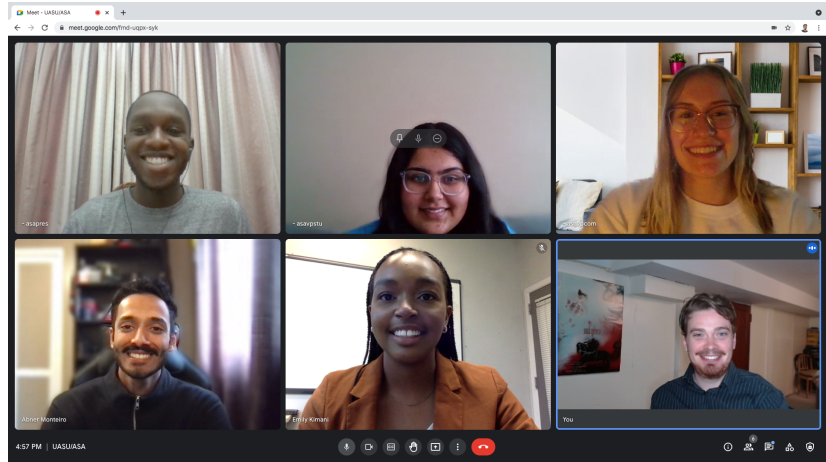 Meet - UASU/ASA
meet.google.com/fmd-uqpx-syk
~ asapres
~ asavpstu
Abner Monteiro
Emily Kimani
You
4:57 PM | UASU/ASA
6